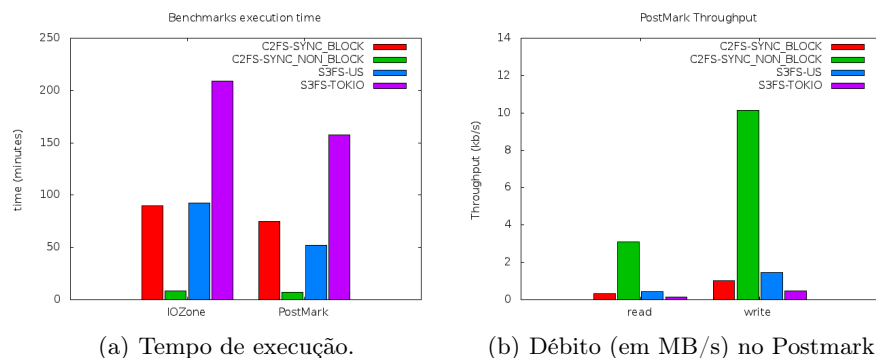 Benchmarks execution time
250
200
150
100
50
0
time (minutes)
C2FS-SYNC_BLOCK
C2FS-SYNC_NON_BLOCK
S3FS-US
S3FS-TOKIO
IOZone
PostMark
(a) Tempo de execução.
PostMark Throughput
14
12
10
8
6
4
2
0
Throughput (kb/s)
C2FS-SYNC_BLOCK
C2FS-SYNC_NON_BLOCK
S3FS-US
S3FS-TOKIO
read
write
(b) Débito (em MB/s) no Postmark